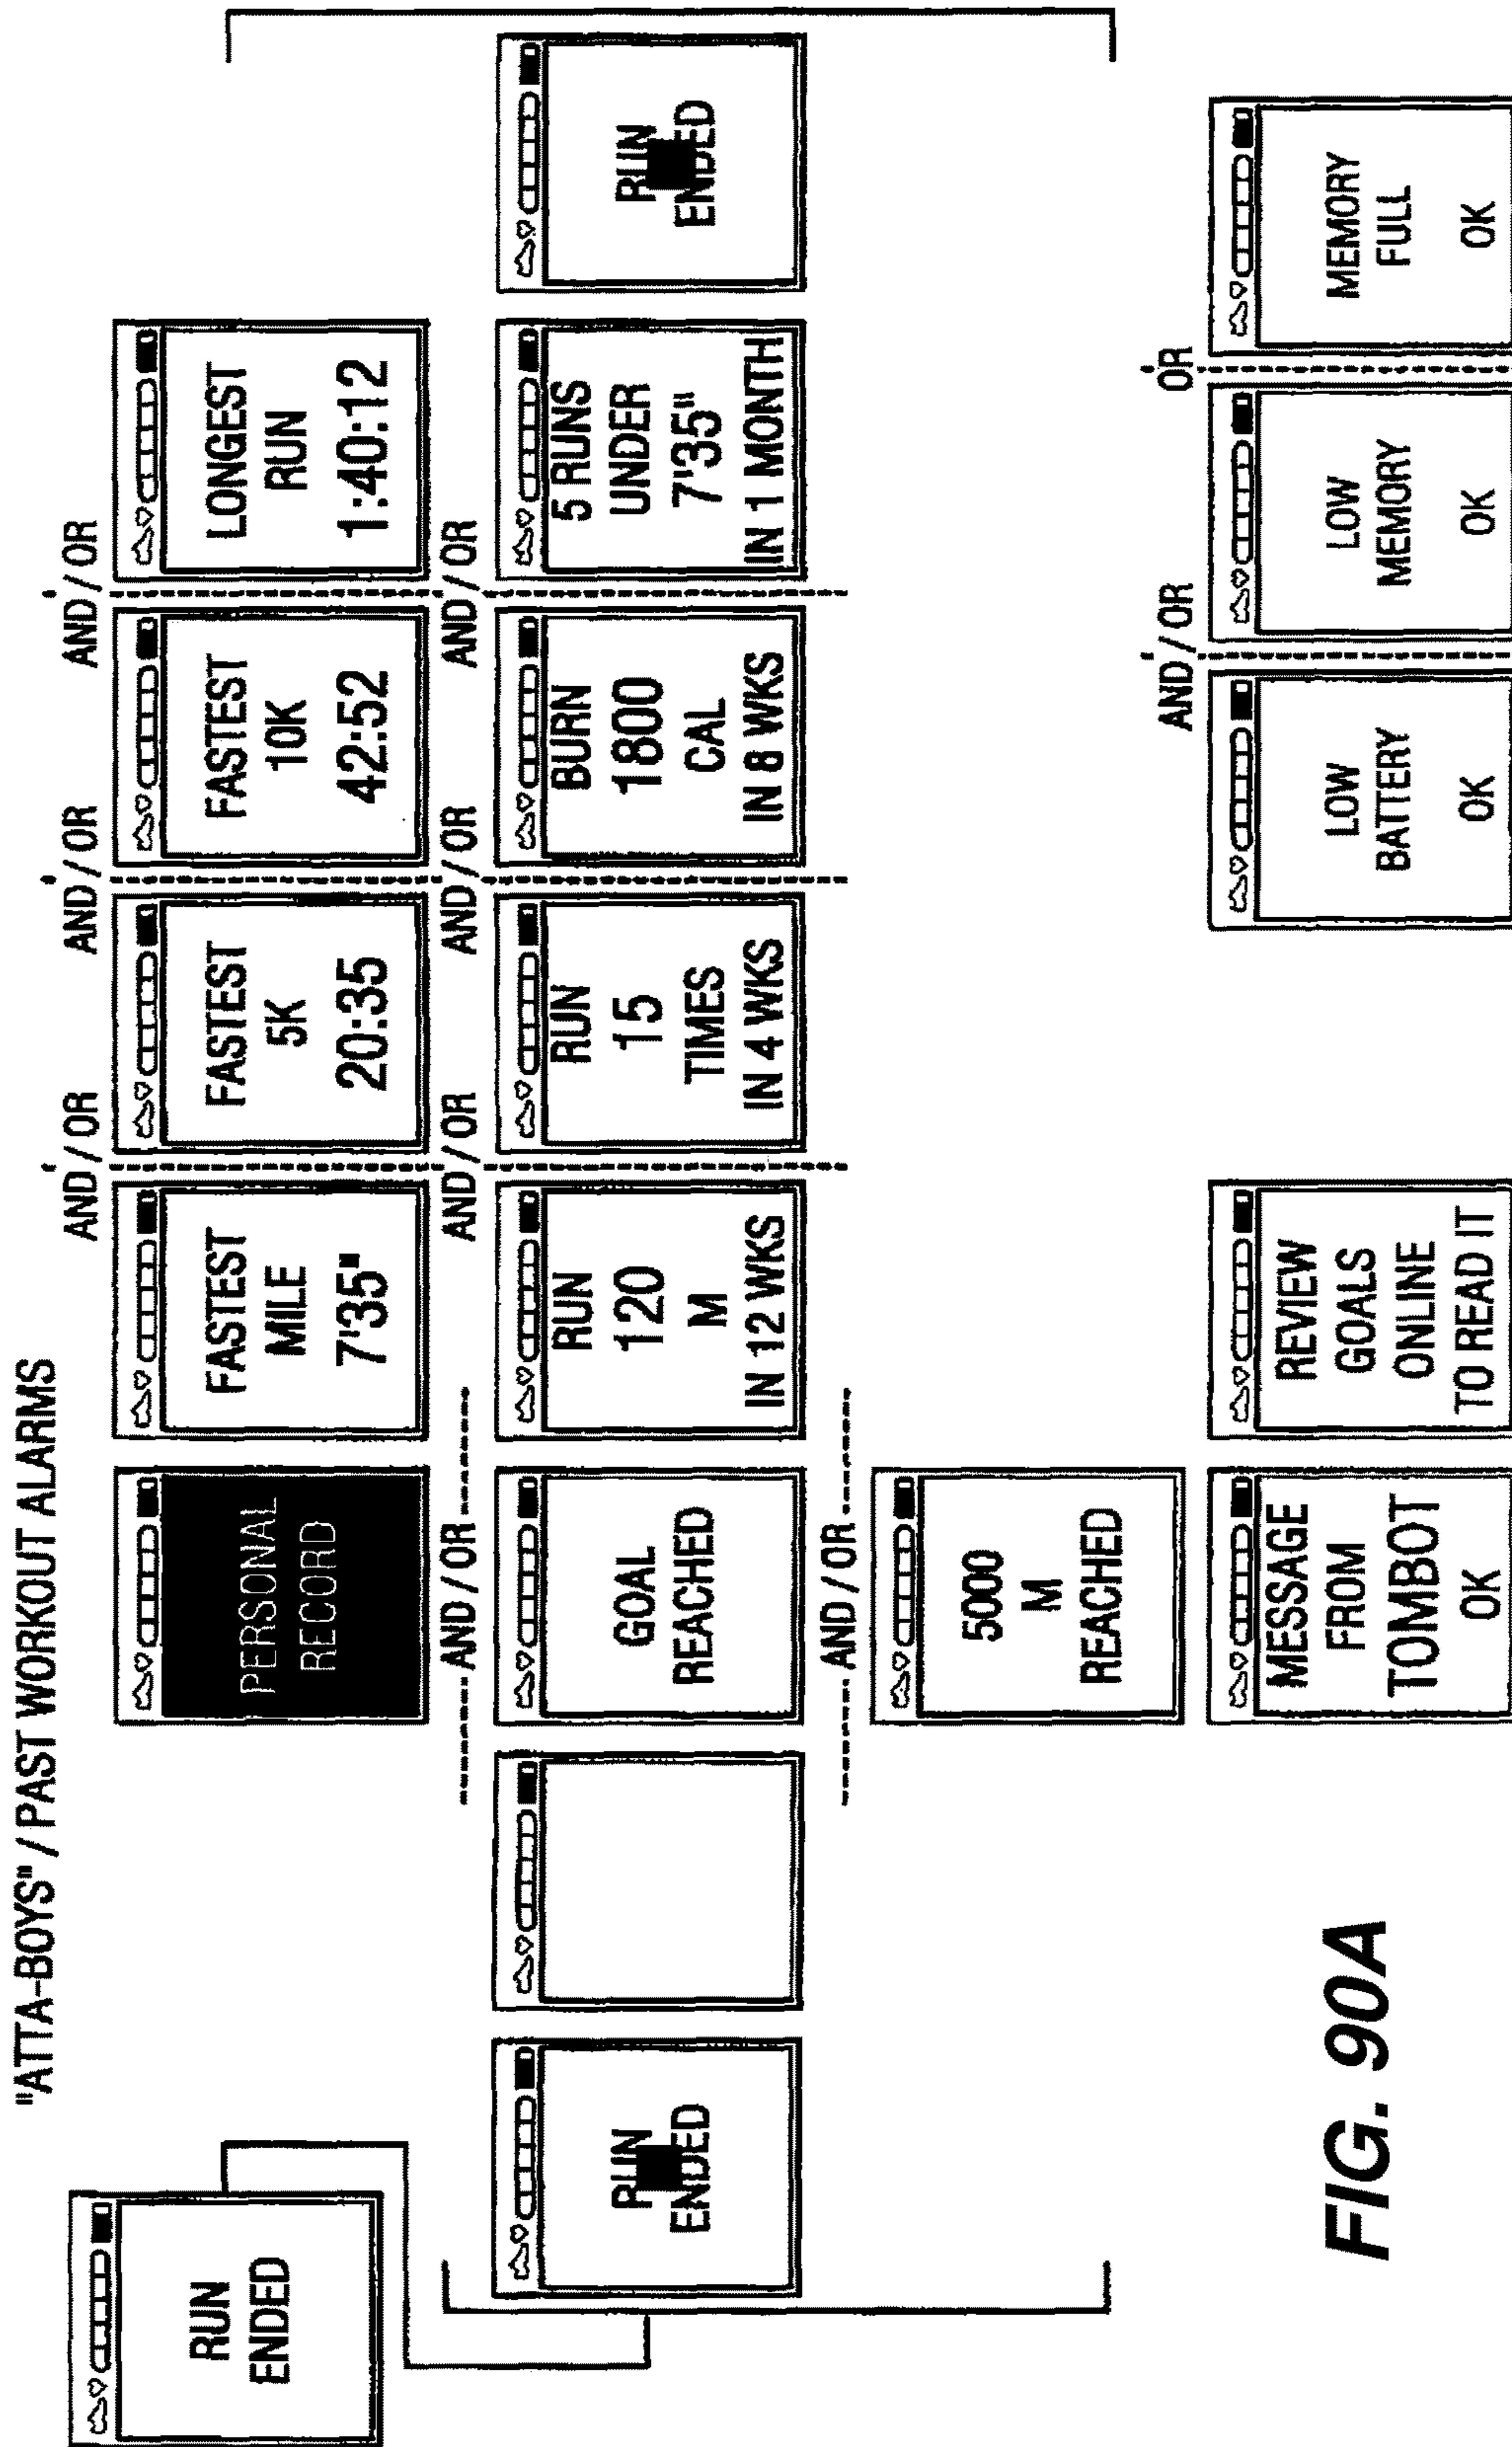 "ATTA-BOYS" / PAST WORKOUT ALARMS
RUN
ENDED
PERSONAL
RECORD
AND / OR
FASTEST
MILE
7'35"
AND / OR
FASTEST
5K
20:35
AND / OR
FASTEST
10K
42:52
LONGEST
RUN
1:40:12
AND / OR
AND / OR
AND / OR
AND / OR
RUN
ENDED
GOAL
REACHED
RUN
120
M
IN 12 WKS
RUN
15
TIMES
IN 4 WKS
BURN
1800
CAL
IN 8 WKS
5 RUNS
UNDER
7'35"
IN 1 MONTH
RUN
ENDED
AND / OR
5000
M
REACHED
MESSAGE
FROM
TOMBOT
OK
REVIEW
GOALS
ONLINE
TO READ IT
AND / OR
OR
LOW
BATTERY
OK
LOW
MEMORY
OK
MEMORY
FULL
OK
FIG. 90A